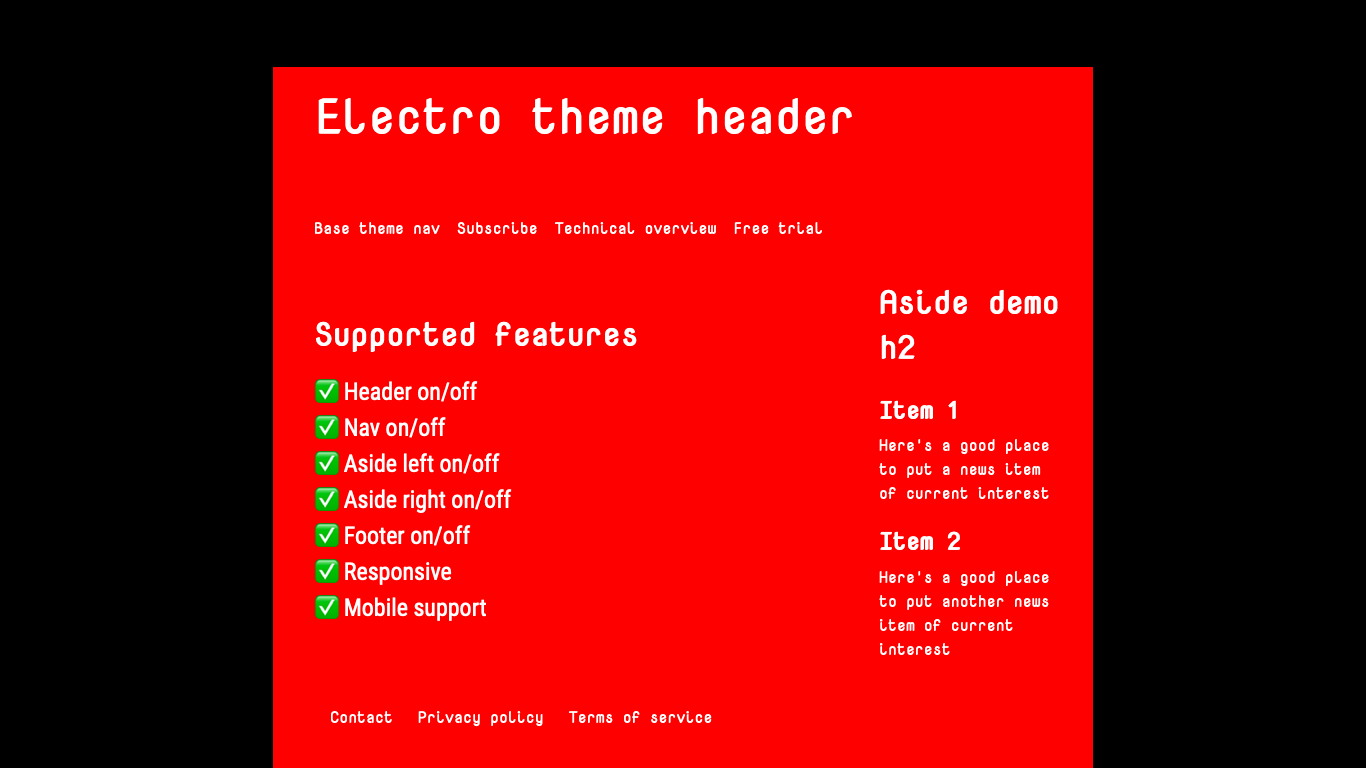 Electro theme header
Base theme nav Subscribe Technical overview Free trial
Supported features
✅ Header on/off
✅ Nav on/off
✅ Aside left on/off
✅ Aside right on/off
✅ Footer on/off
✅ Responsive
✅ Mobile support
Aside demo
h2
Item 1
Here's a good place
to put a news item
of current interest
Item 2
Here's a good place
to put another news
item of current
interest
Contact Privacy policy Terms of service